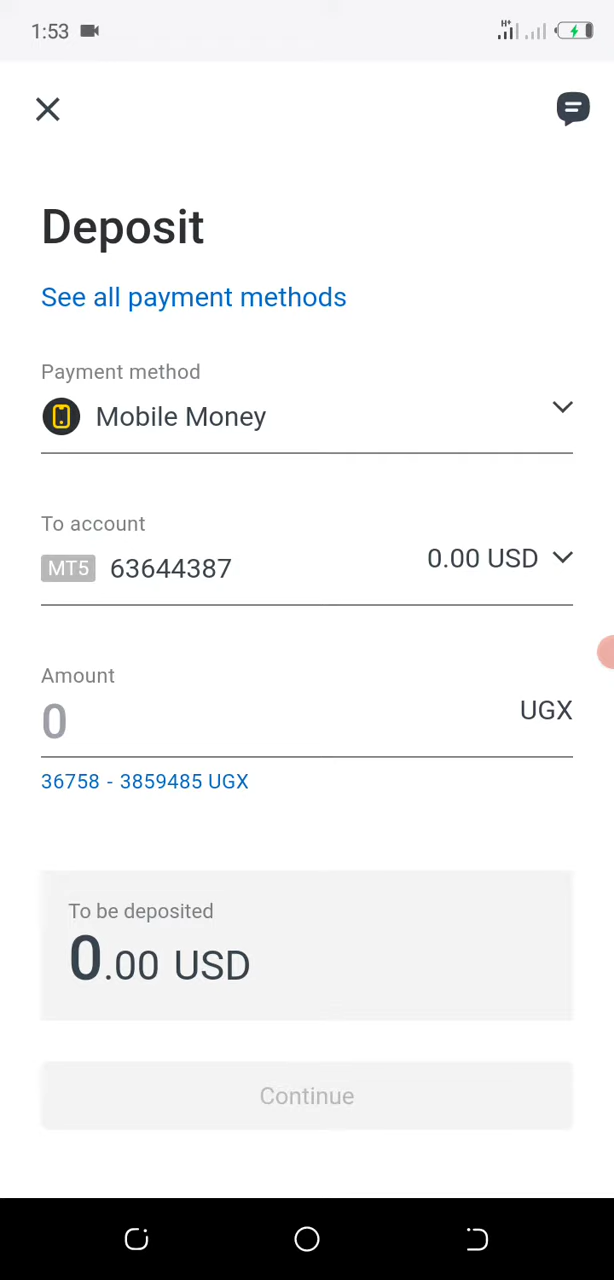 1:53
H+
Deposit
See all payment methods
Payment method
Mobile Money
To account
MT5 63644387 0.00 USD
Amount
0 UGX
36758 - 3859485 UGX
To be deposited
0.00 USD
Continue